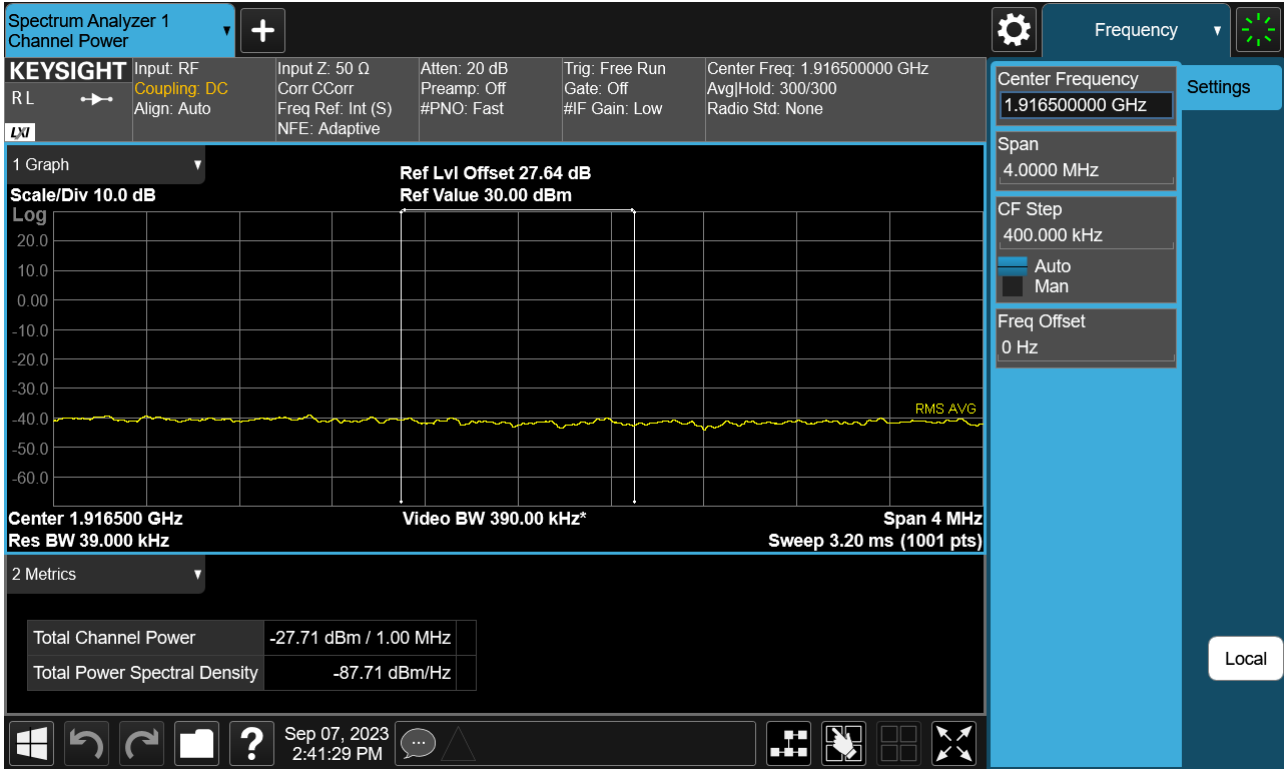 Spectrum Analyzer 1
Channel Power
Frequency
KEYSIGHT
R L
LXI
Input: RF
Coupling: DC
Align: Auto
Input Z: 50 Ω
Corr CCorr
Freq Ref: Int (S)
NFE: Adaptive
Atten: 20 dB
Preamp: Off
#PNO: Fast
Trig: Free Run
Gate: Off
#IF Gain: Low
Center Freq: 1.916500000 GHz
Avg|Hold: 300/300
Radio Std: None
Center Frequency
1.916500000 GHz
Settings
Span
4.0000 MHz
CF Step
400.000 kHz
Auto
Man
Freq Offset
0 Hz
Local
1 Graph
Scale/Div 10.0 dB
Ref Lvl Offset 27.64 dB
Ref Value 30.00 dBm
Log
20.0
10.0
0.00
-10.0
-20.0
-30.0
-40.0
-50.0
-60.0
RMS AVG
Center 1.916500 GHz
Video BW 390.00 kHz*
Span 4 MHz
Res BW 39.000 kHz
Sweep 3.20 ms (1001 pts)
2 Metrics
Total Channel Power -27.71 dBm / 1.00 MHz
Total Power Spectral Density -87.71 dBm/Hz
?
Sep 07, 2023
2:41:29 PM